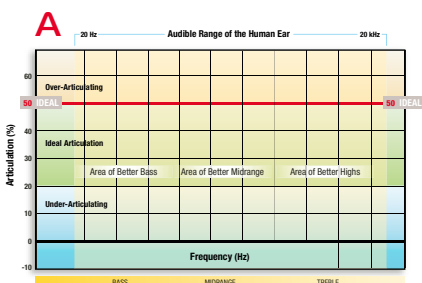 A
20 Hz Audible Range of the Human Ear 20 kHz
60
Over-Articulating
50 IDEAL 50 IDEAL
Articulation (%)
40
Ideal Articulation
30
Area of Better Bass Area of Better Midrange Area of Better Highs
20
Under-Articulating
10
0
Frequency (Hz)
-10
BASS MIDRANGE TREBLE